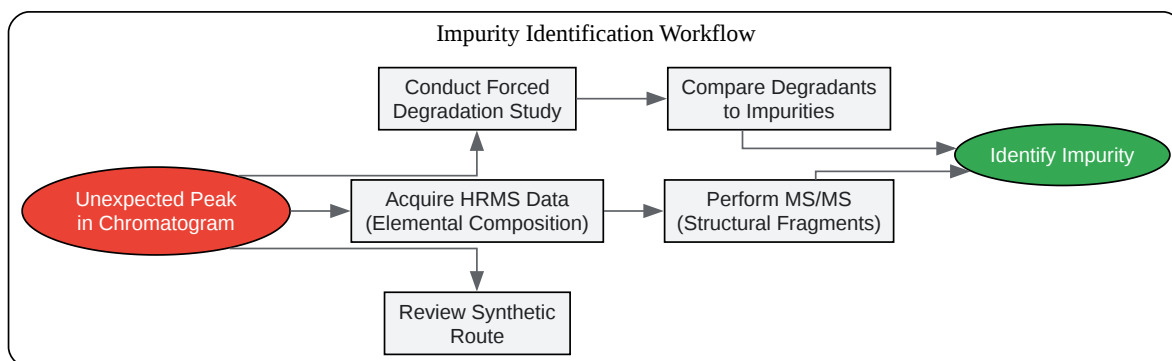 Impurity Identification Workflow
Conduct Forced
Degradation Study
Compare Degradants
to Impurities
Unexpected Peak
in Chromatogram
Acquire HRMS Data
(Elemental Composition)
Perform MS/MS
(Structural Fragments)
Identify Impurity
Review Synthetic
Route